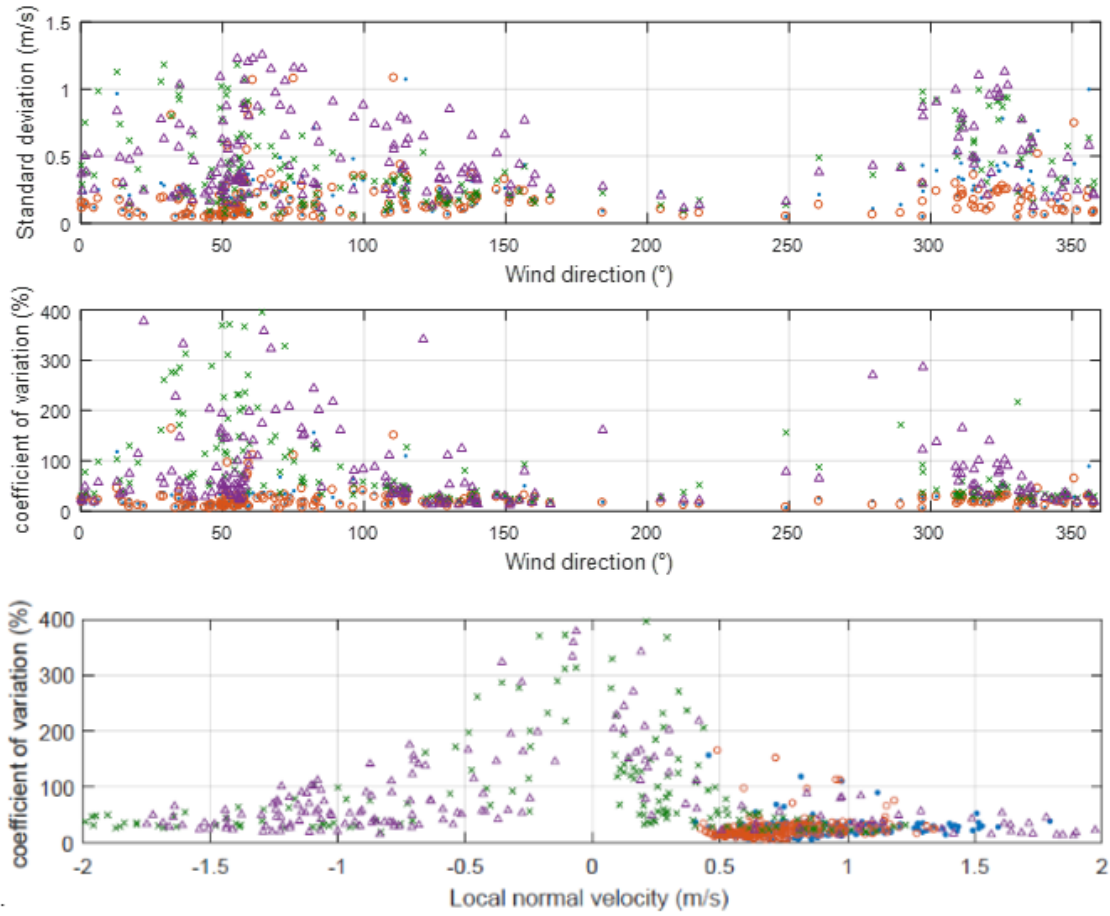 Standard deviation (m/s)
1.5
1
0.5
0
0 50 100 150 200 250 300 350
Wind direction (°)
coefficient of variation (%)
400
300
200
100
0
0 50 100 150 200 250 300 350
Wind direction (°)
coefficient of variation (%)
400
300
200
100
0
-2 -1.5 -1 -0.5 0 0.5 1 1.5 2
Local normal velocity (m/s)
.